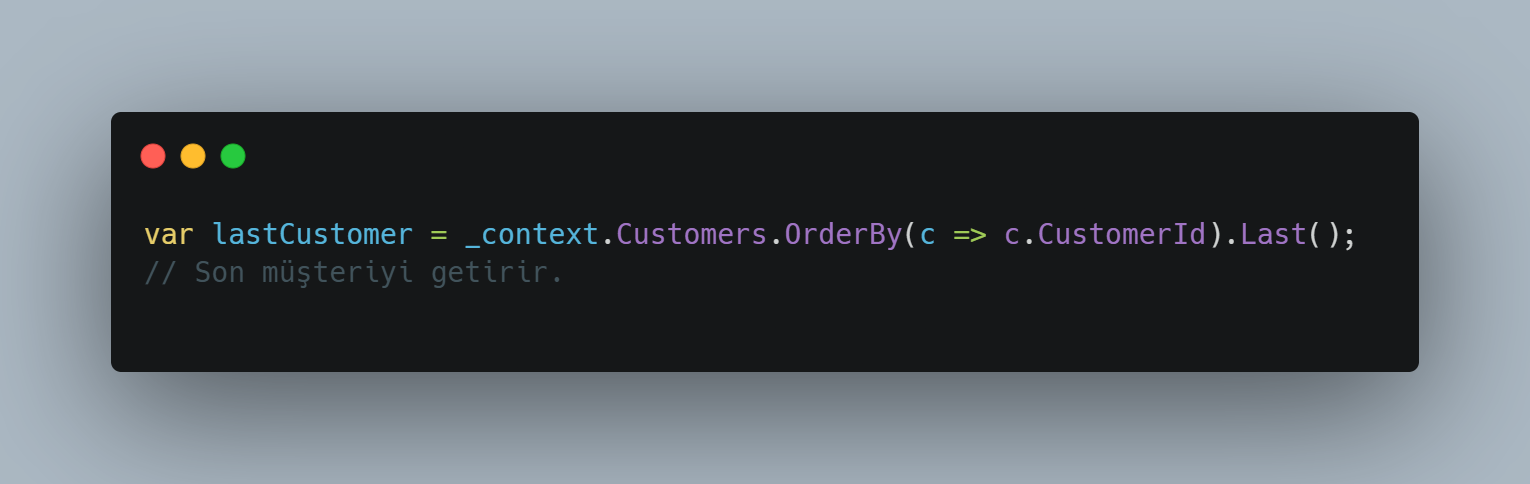 var lastCustomer = _context.Customers.OrderBy(c => c.CustomerId).Last();
// Son müşteriyi getirir.